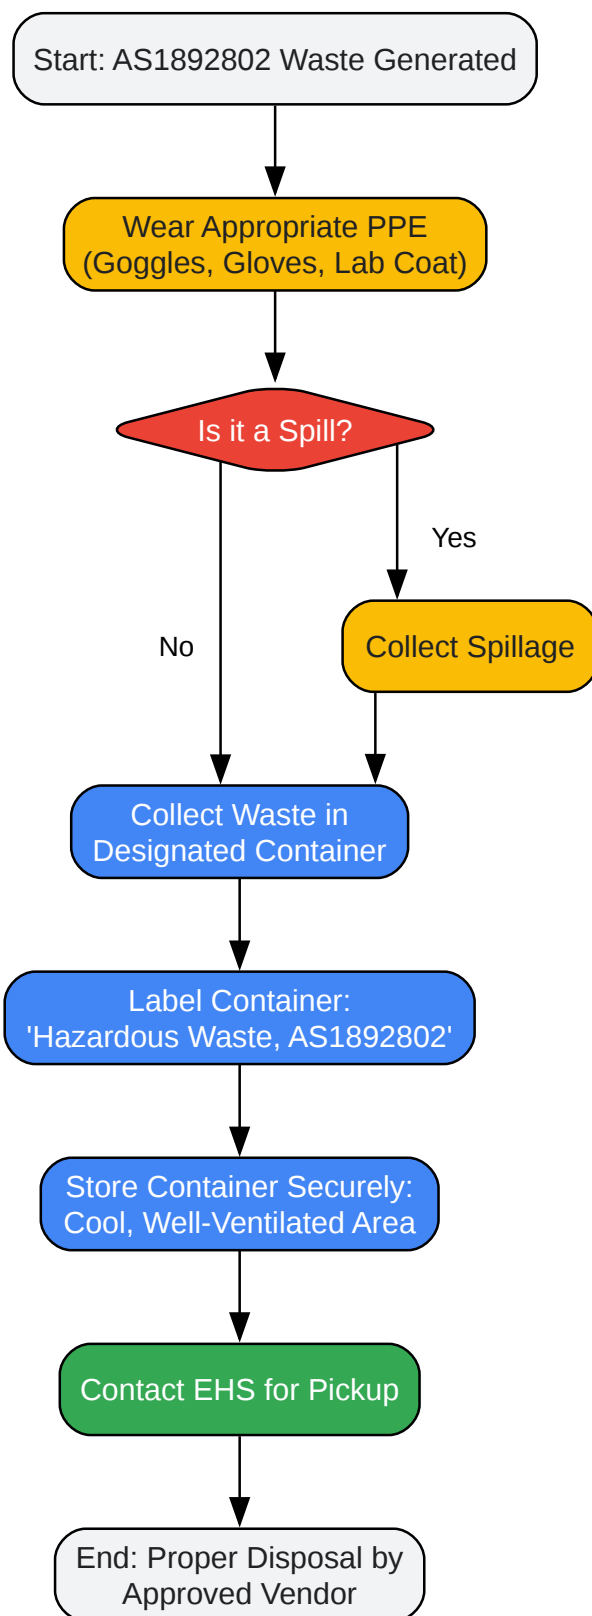 Start: AS1892802 Waste Generated
Wear Appropriate PPE
(Goggles, Gloves, Lab Coat)
Is it a Spill?
Yes
No
Collect Spillage
Collect Waste in
Designated Container
Label Container:
'Hazardous Waste, AS1892802'
Store Container Securely:
Cool, Well-Ventilated Area
Contact EHS for Pickup
End: Proper Disposal by
Approved Vendor